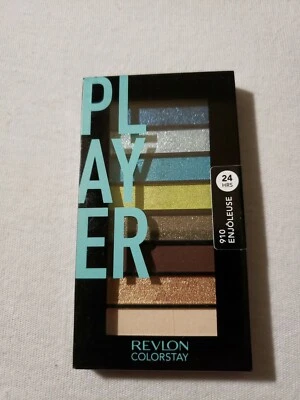 PL
AY
ER
24
HRS
910
ENJÔLEUSE
REVLON
COLORSTAY